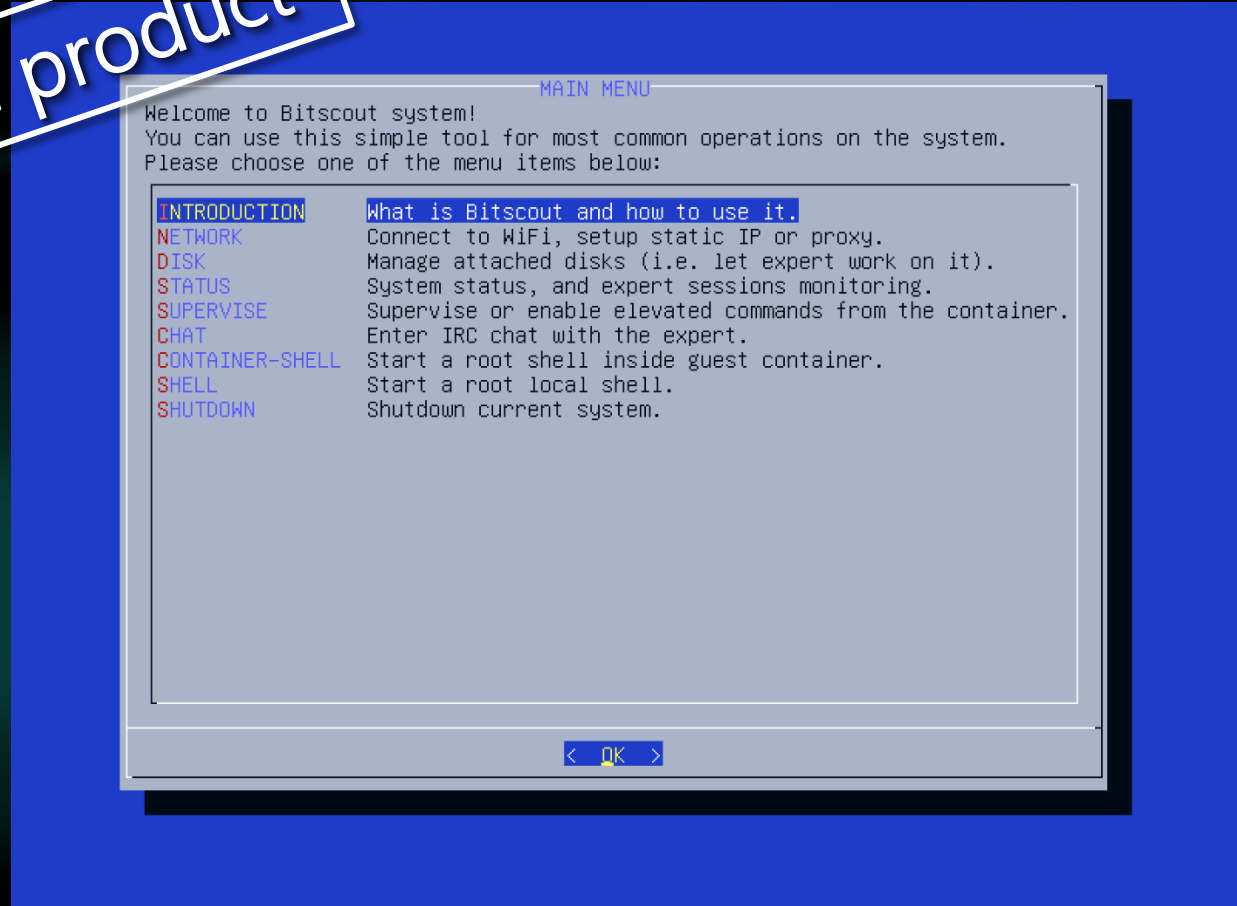 product
MAIN MENU
Welcome to Bitscout system!
You can use this simple tool for most common operations on the system.
Please choose one of the menu items below:
INTRODUCTION What is Bitscout and how to use it.
NETWORK Connect to WiFi, setup static IP or proxy.
DISK Manage attached disks (i.e. let expert work on it).
STATUS System status, and expert sessions monitoring.
SUPERVISE Supervise or enable elevated commands from the container.
CHAT Enter IRC chat with the expert.
CONTAINER-SHELL Start a root shell inside guest container.
SHELL Start a root local shell.
SHUTDOWN Shutdown current system.
< OK >